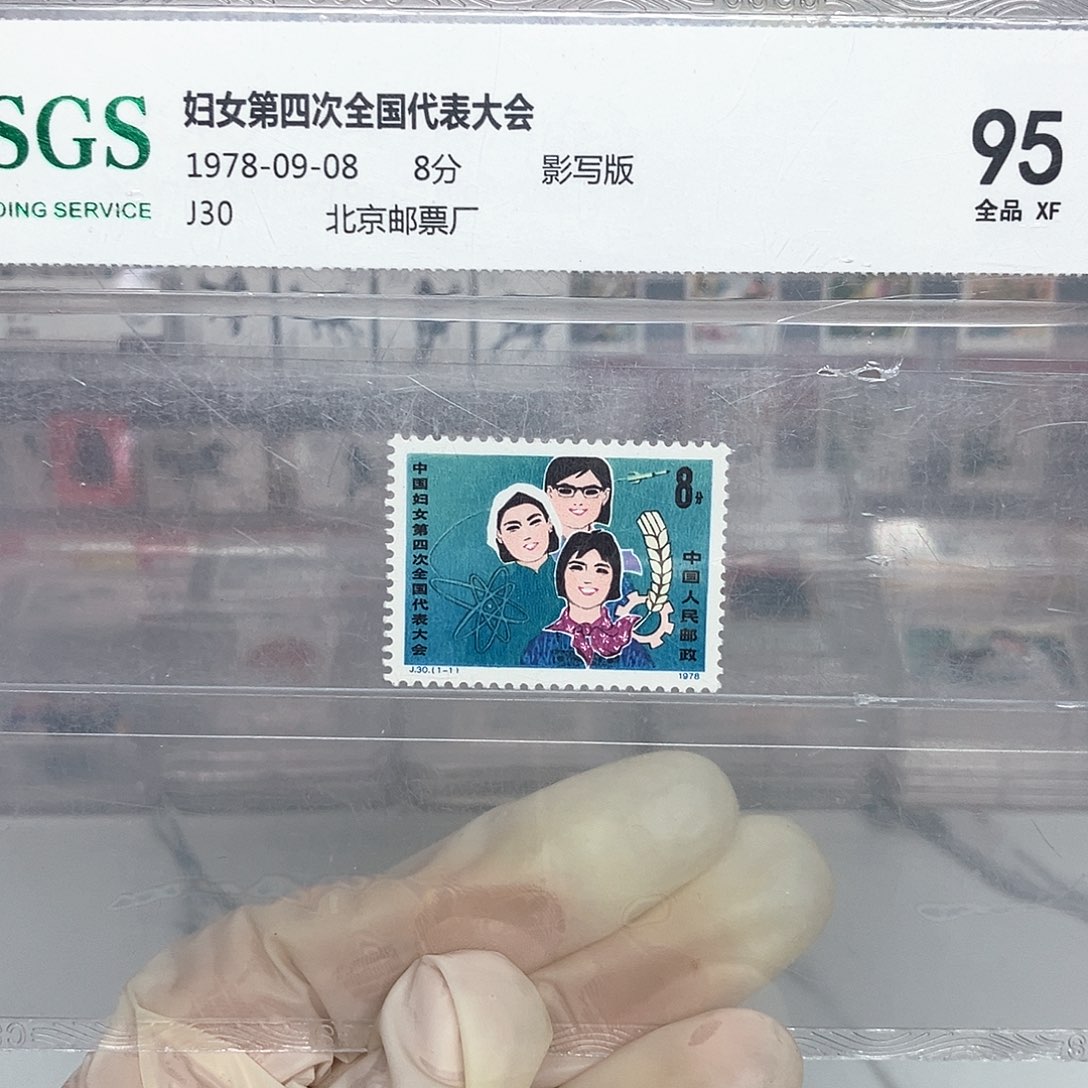 SGS
DING SERVICE
妇女第四次全国代表大会
1978-09-08 8分 影写版
J30 北京邮票厂
95
全品 XF
中国妇女第四次全国代表大会
8分
中国人民邮政
J.30.(1-1)
1978